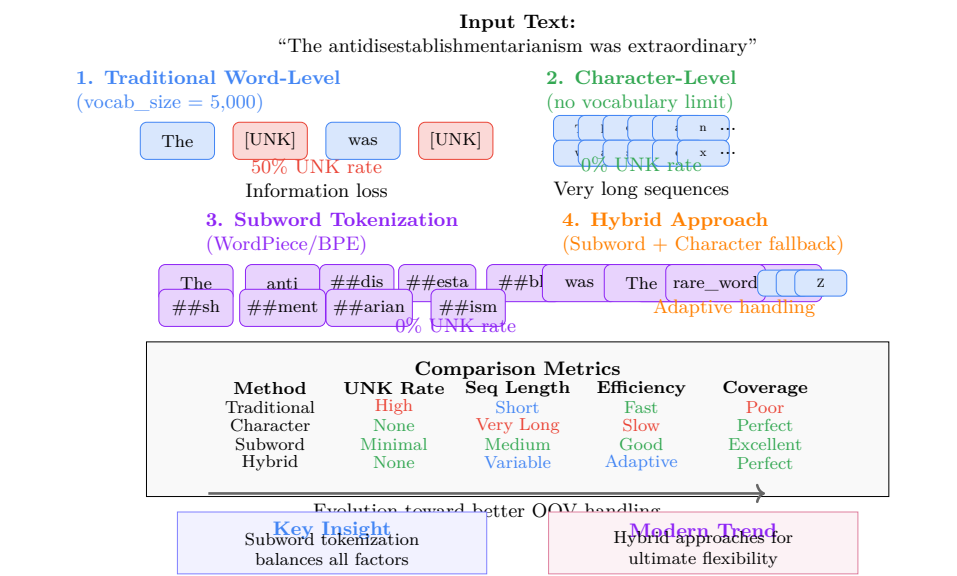 Input Text:
“The antidisestablishmentarianism was extraordinary”
1. Traditional Word-Level
(vocab_size = 5,000)
The [UNK] was [UNK]
50% UNK rate
Information loss
2. Character-Level
(no vocabulary limit)
n ...
x ...
0% UNK rate
Very long sequences
3. Subword Tokenization
(WordPiece/BPE)
The anti ##dis ##esta
##sh ##ment ##arian ##ism
0% UNK rate
4. Hybrid Approach
(Subword + Character fallback)
was The rare_word z
Adaptive handling
Comparison Metrics
Method UNK Rate Seq Length Efficiency Coverage
Traditional High Short Fast Poor
Character None Very Long Slow Perfect
Subword Minimal Medium Good Excellent
Hybrid None Variable Adaptive Perfect
Evolution toward better OOV handling
Key Insight
Subword tokenization
balances all factors
Modern Trend
Hybrid approaches for
ultimate flexibility